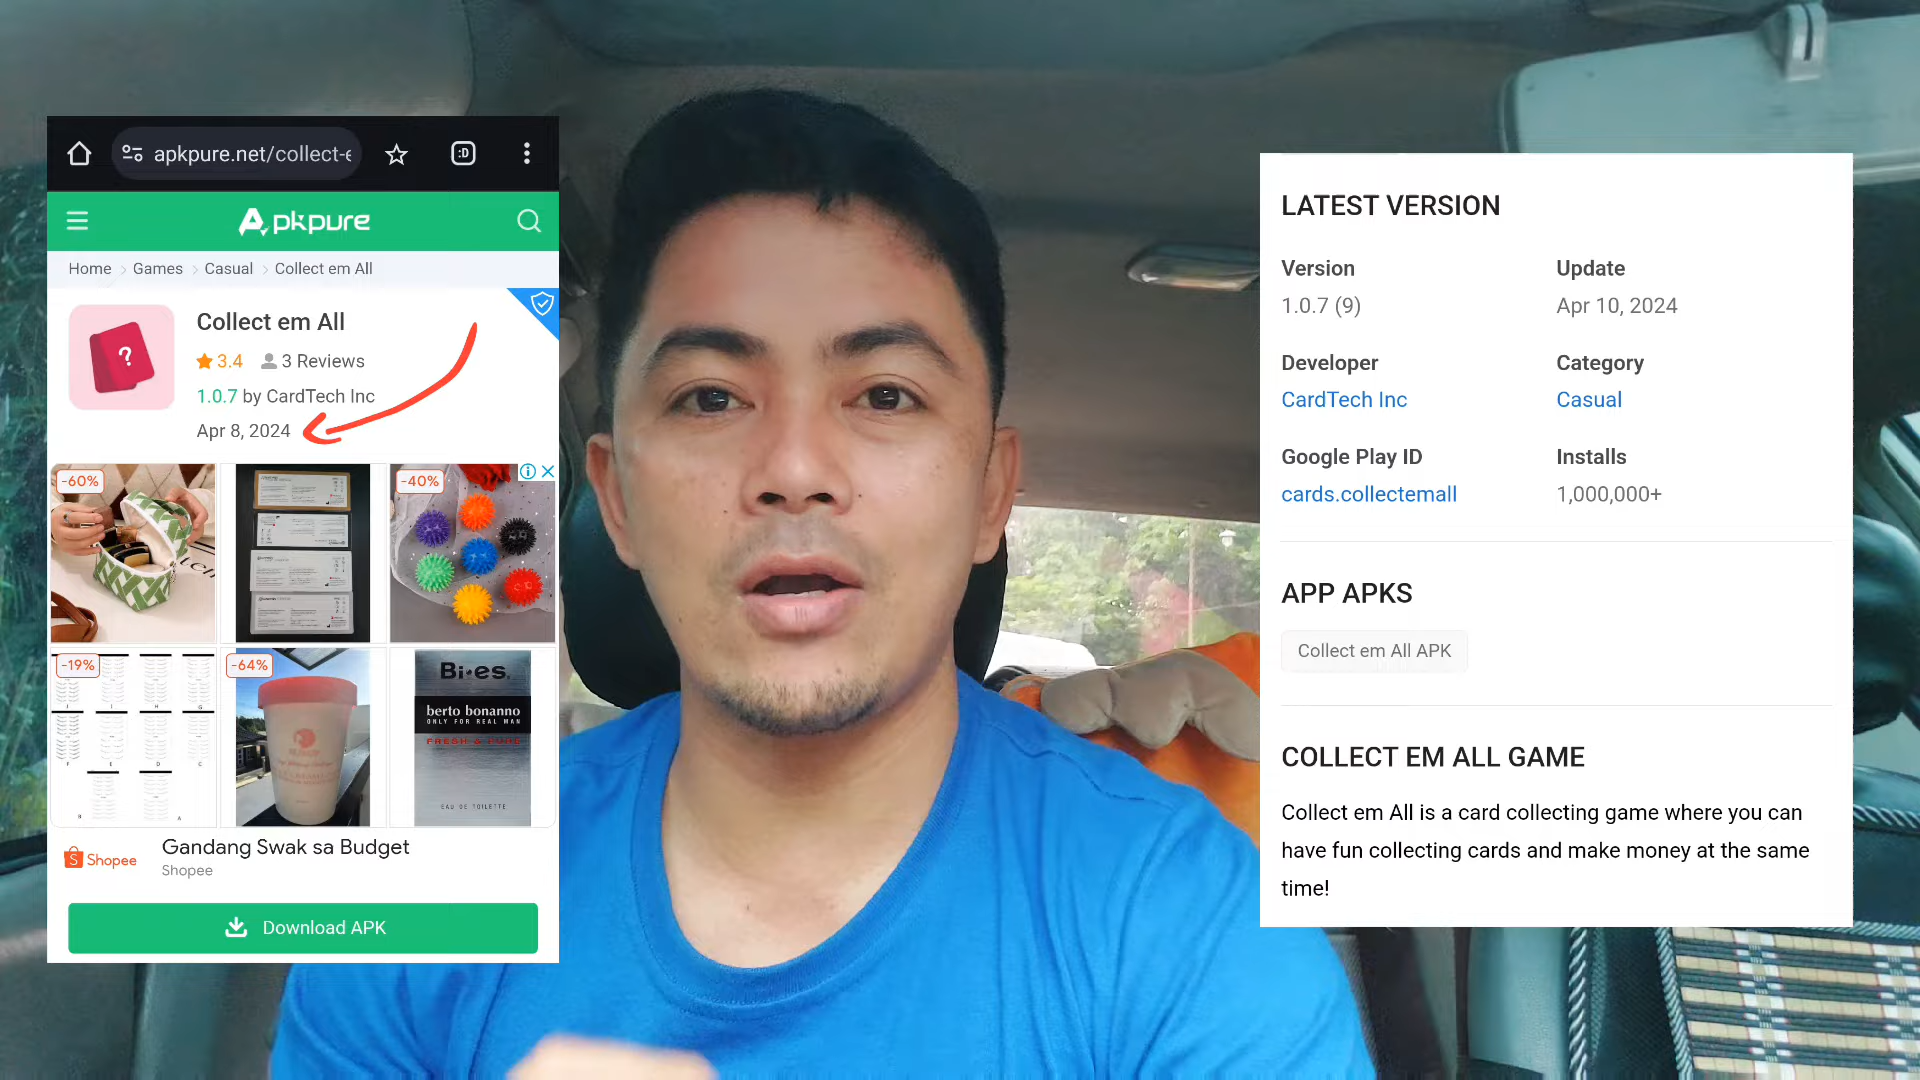 apkpure.net/collect-e
:D
Apkpure
Home > Games > Casual > Collect em All
Collect em All
3.4 3 Reviews
1.0.7 by CardTech Inc
Apr 8, 2024
?
-60%
-40%
-19%
-64%
Bi·es.
berto bonanno
ONLY FOR REAL MAN
FRESH & PURE
EAU DE TOILETTE
Shopee
Gandang Swak sa Budget
Shopee
Download APK
LATEST VERSION
Version Update
1.0.7 (9) Apr 10, 2024
Developer Category
CardTech Inc Casual
Google Play ID Installs
cards.collectemall 1,000,000+
APP APKS
Collect em All APK
COLLECT EM ALL GAME
Collect em All is a card collecting game where you can
have fun collecting cards and make money at the same
time!